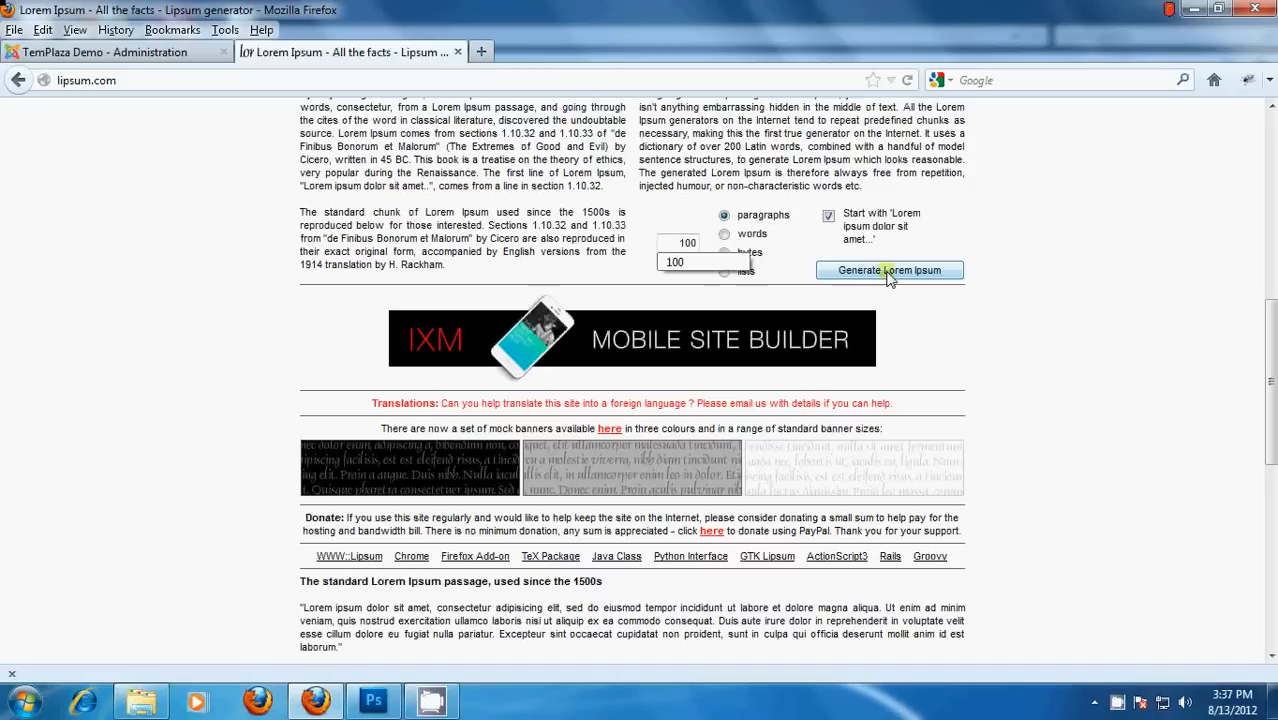 Lorem Ipsum - All the facts - Lipsum generator - Mozilla Firefox
File Edit View History Bookmarks Tools Help
TemPlaza Demo - Administration
Lorem Ipsum - All the facts - Lipsum ...
lipsum.com
Google
words, consectetur, from a Lorem Ipsum passage, and going through
the cites of the word in classical literature, discovered the undoubtable
source. Lorem Ipsum comes from sections 1.10.32 and 1.10.33 of "de
Finibus Bonorum et Malorum" (The Extremes of Good and Evil) by
Cicero, written in 45 BC. This book is a treatise on the theory of ethics,
very popular during the Renaissance. The first line of Lorem Ipsum,
"Lorem ipsum dolor sit amet..", comes from a line in section 1.10.32.
The standard chunk of Lorem Ipsum used since the 1500s is
reproduced below for those interested. Sections 1.10.32 and 1.10.33
from "de Finibus Bonorum et Malorum" by Cicero are also reproduced in
their exact original form, accompanied by English versions from the
1914 translation by H. Rackham.
isn't anything embarrassing hidden in the middle of text. All the Lorem
Ipsum generators on the Internet tend to repeat predefined chunks as
necessary, making this the first true generator on the Internet. It uses a
dictionary of over 200 Latin words, combined with a handful of model
sentence structures, to generate Lorem Ipsum which looks reasonable.
The generated Lorem Ipsum is therefore always free from repetition,
injected humour, or non-characteristic words etc.
100
100
paragraphs
words
bytes
lists
Start with 'Lorem
ipsum dolor sit
amet...'
Generate Lorem Ipsum
IXM MOBILE SITE BUILDER
Translations: Can you help translate this site into a foreign language ? Please email us with details if you can help.
There are now a set of mock banners available here in three colours and in a range of standard banner sizes:
Donate: If you use this site regularly and would like to help keep the site on the Internet, please consider donating a small sum to help pay for the
hosting and bandwidth bill. There is no minimum donation, any sum is appreciated - click here to donate using PayPal. Thank you for your support.
WWW::Lipsum Chrome Firefox Add-on TeX Package Java Class Python Interface GTK Lipsum ActionScript3 Rails Groovy
The standard Lorem Ipsum passage, used since the 1500s
"Lorem ipsum dolor sit amet, consectetur adipisicing elit, sed do eiusmod tempor incididunt ut labore et dolore magna aliqua. Ut enim ad minim
veniam, quis nostrud exercitation ullamco laboris nisi ut aliquip ex ea commodo consequat. Duis aute irure dolor in reprehenderit in voluptate velit
esse cillum dolore eu fugiat nulla pariatur. Excepteur sint occaecat cupidatat non proident, sunt in culpa qui officia deserunt mollit anim id est
laborum."
Ps
3:37 PM
8/13/2012